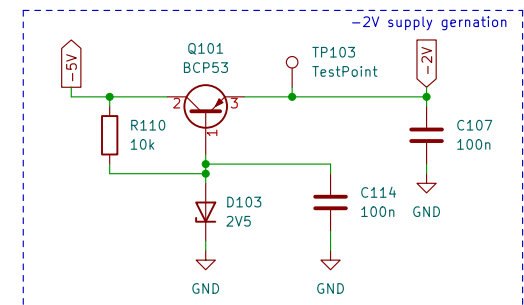 -2V supply gernation
-5V
Q101
BCP53
2
3
1
TP103
TestPoint
-2V
R110
10k
C107
100n
GND
D103
2V5
C114
100n
GND
GND